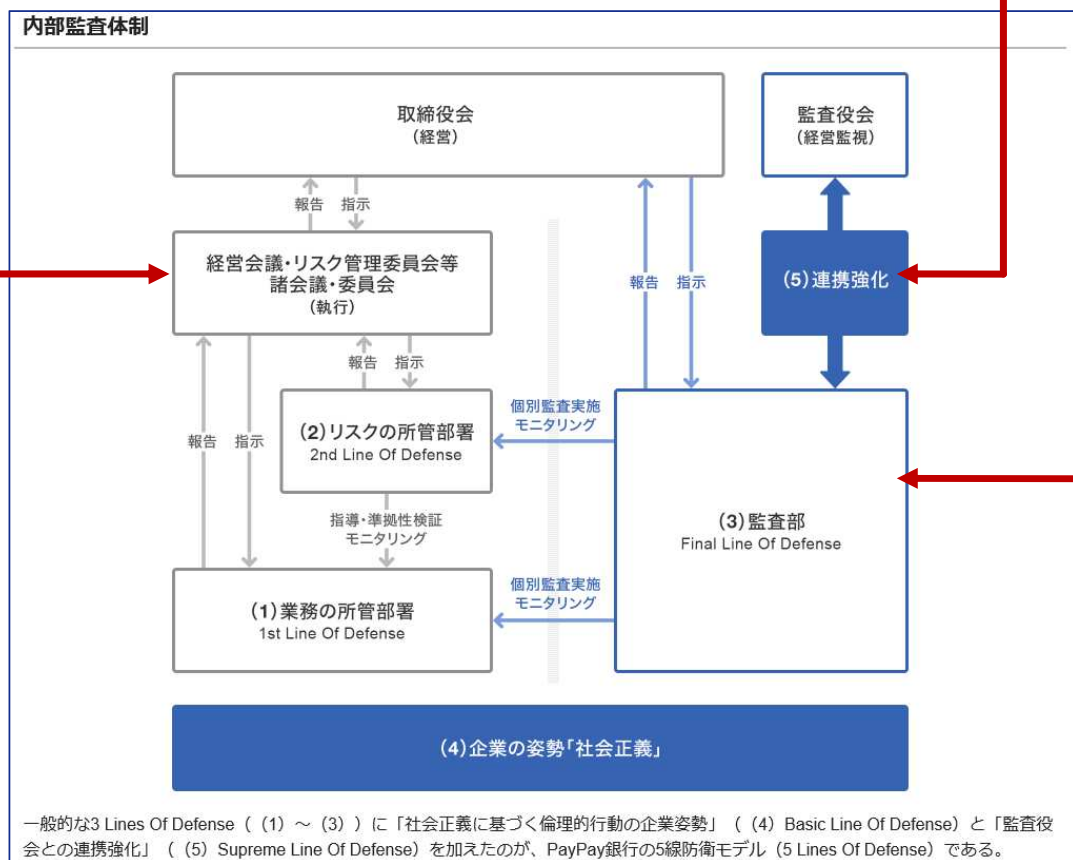 内部監査体制
取締役会
(経営)
監査役会
(経営監視)
報告 指示
経営会議・リスク管理委員会等
諸会議・委員会
(執行)
報告 指示
(5)連携強化
報告 指示
報告 指示
(2)リスクの所管部署
2nd Line Of Defense
個別監査実施
モニタリング
(3)監査部
Final Line Of Defense
指導・準拠性検証
モニタリング
(1)業務の所管部署
1st Line Of Defense
個別監査実施
モニタリング
(4)企業の姿勢「社会正義」
一般的な3 Lines Of Defense（（1）～（3））に「社会正義に基づく倫理的行動の企業姿勢」（（4）Basic Line Of Defense）と「監査役
会との連携強化」（（5）Supreme Line Of Defense）を加えたのが、PayPay銀行の5線防衛モデル（5 Lines Of Defense）である。